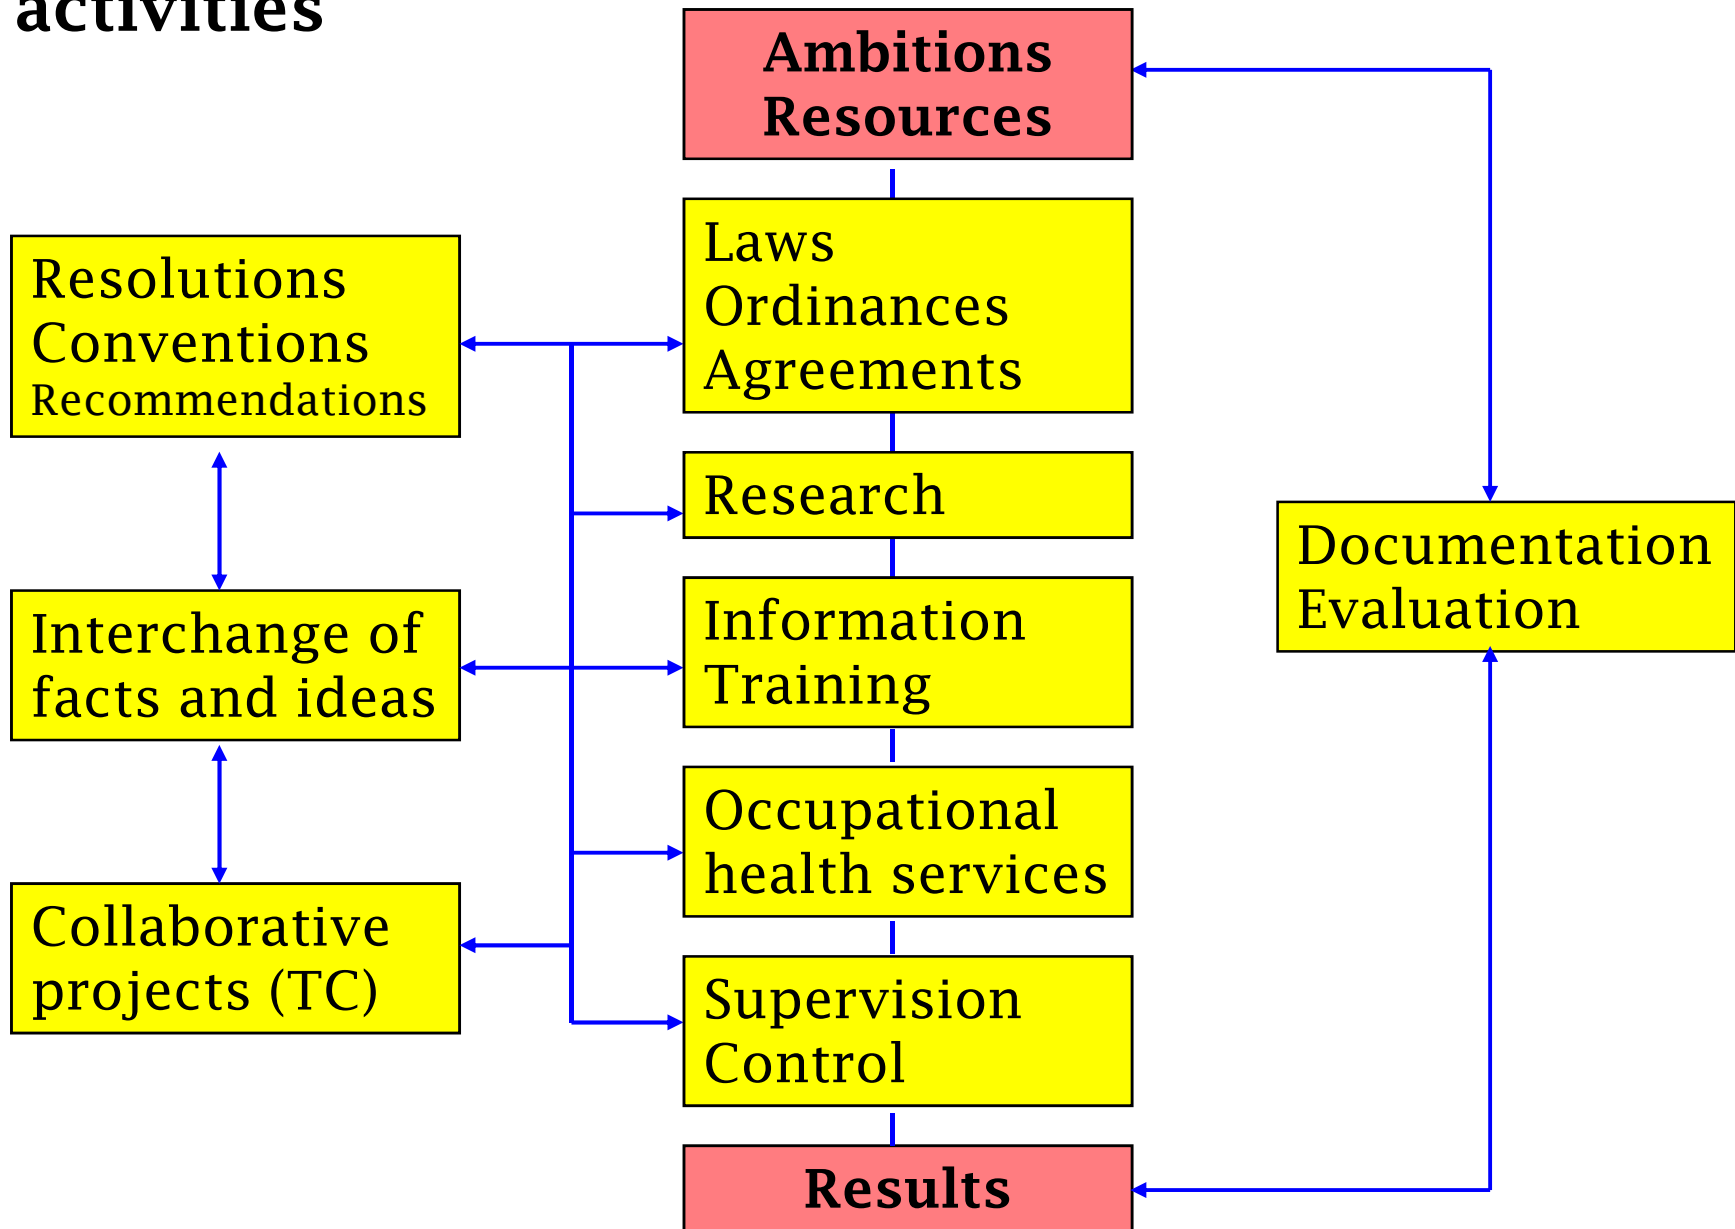 activities
Ambitions
Resources
Laws
Ordinances
Agreements
Resolutions
Conventions
Recommendations
Research
Documentation
Evaluation
Information
Training
Interchange of
facts and ideas
Occupational
health services
Collaborative
projects (TC)
Supervision
Control
Results